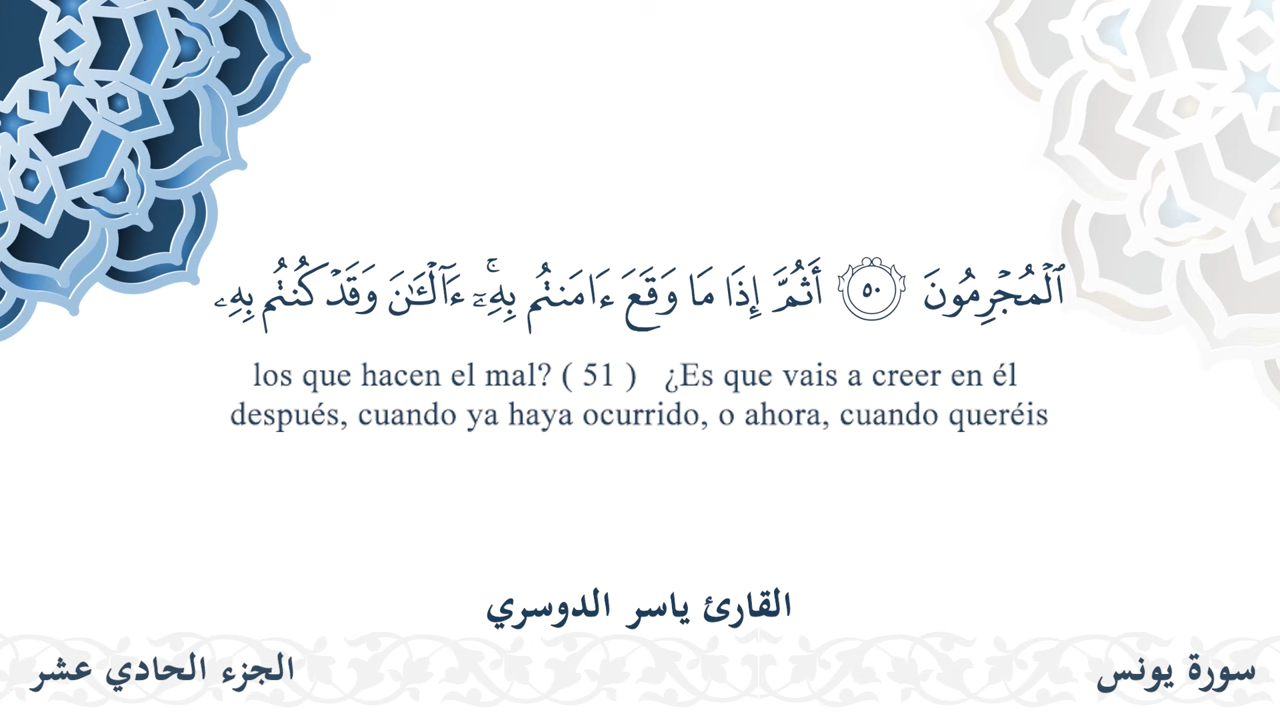 ٱلۡمُجۡرِمُونَ ٥٠ أَثُمَّ إِذَا مَا وَقَعَ ءَامَنتُم بِهِۦٓۚ ءَآلۡـَٰٔنَ وَقَدۡ كُنتُم بِهِۦ
los que hacen el mal? ( 51 ) ¿Es que vais a creer en él
después, cuando ya haya ocurrido, o ahora, cuando queréis
القارئ ياسر الدوسري
سورة يونس
الجزء الحادي عشر